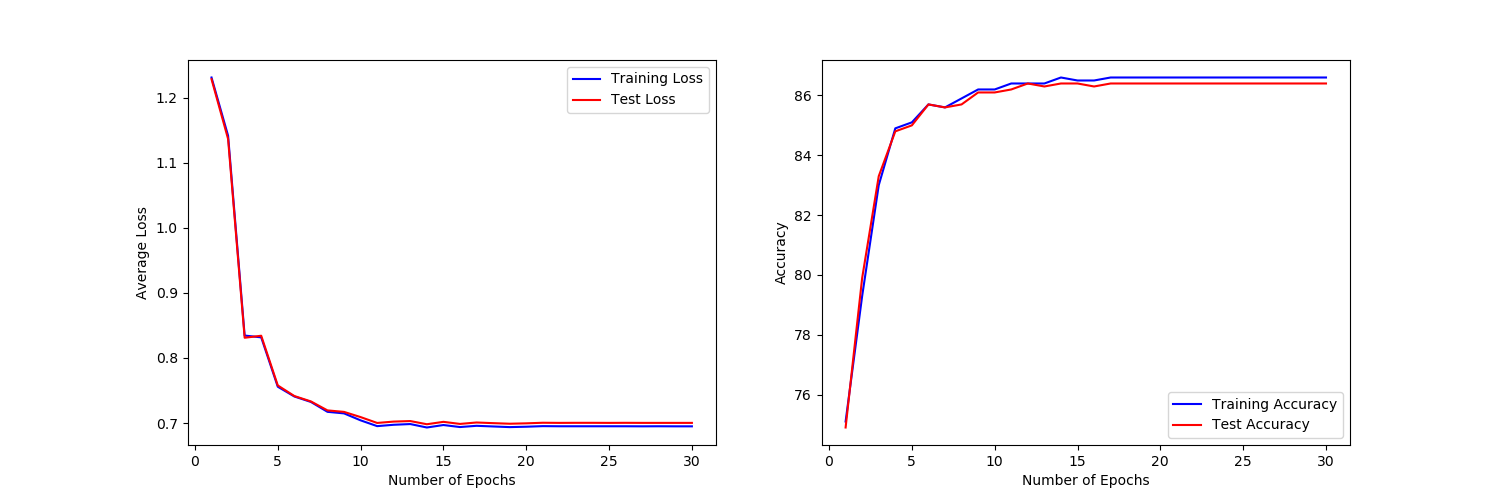 1.2
1.1
1.0
0.9
0.8
0.7
Average Loss
0 5 10 15 20 25 30
Number of Epochs
Training Loss
Test Loss
86
84
82
80
78
76
Accuracy
0 5 10 15 20 25 30
Number of Epochs
Training Accuracy
Test Accuracy